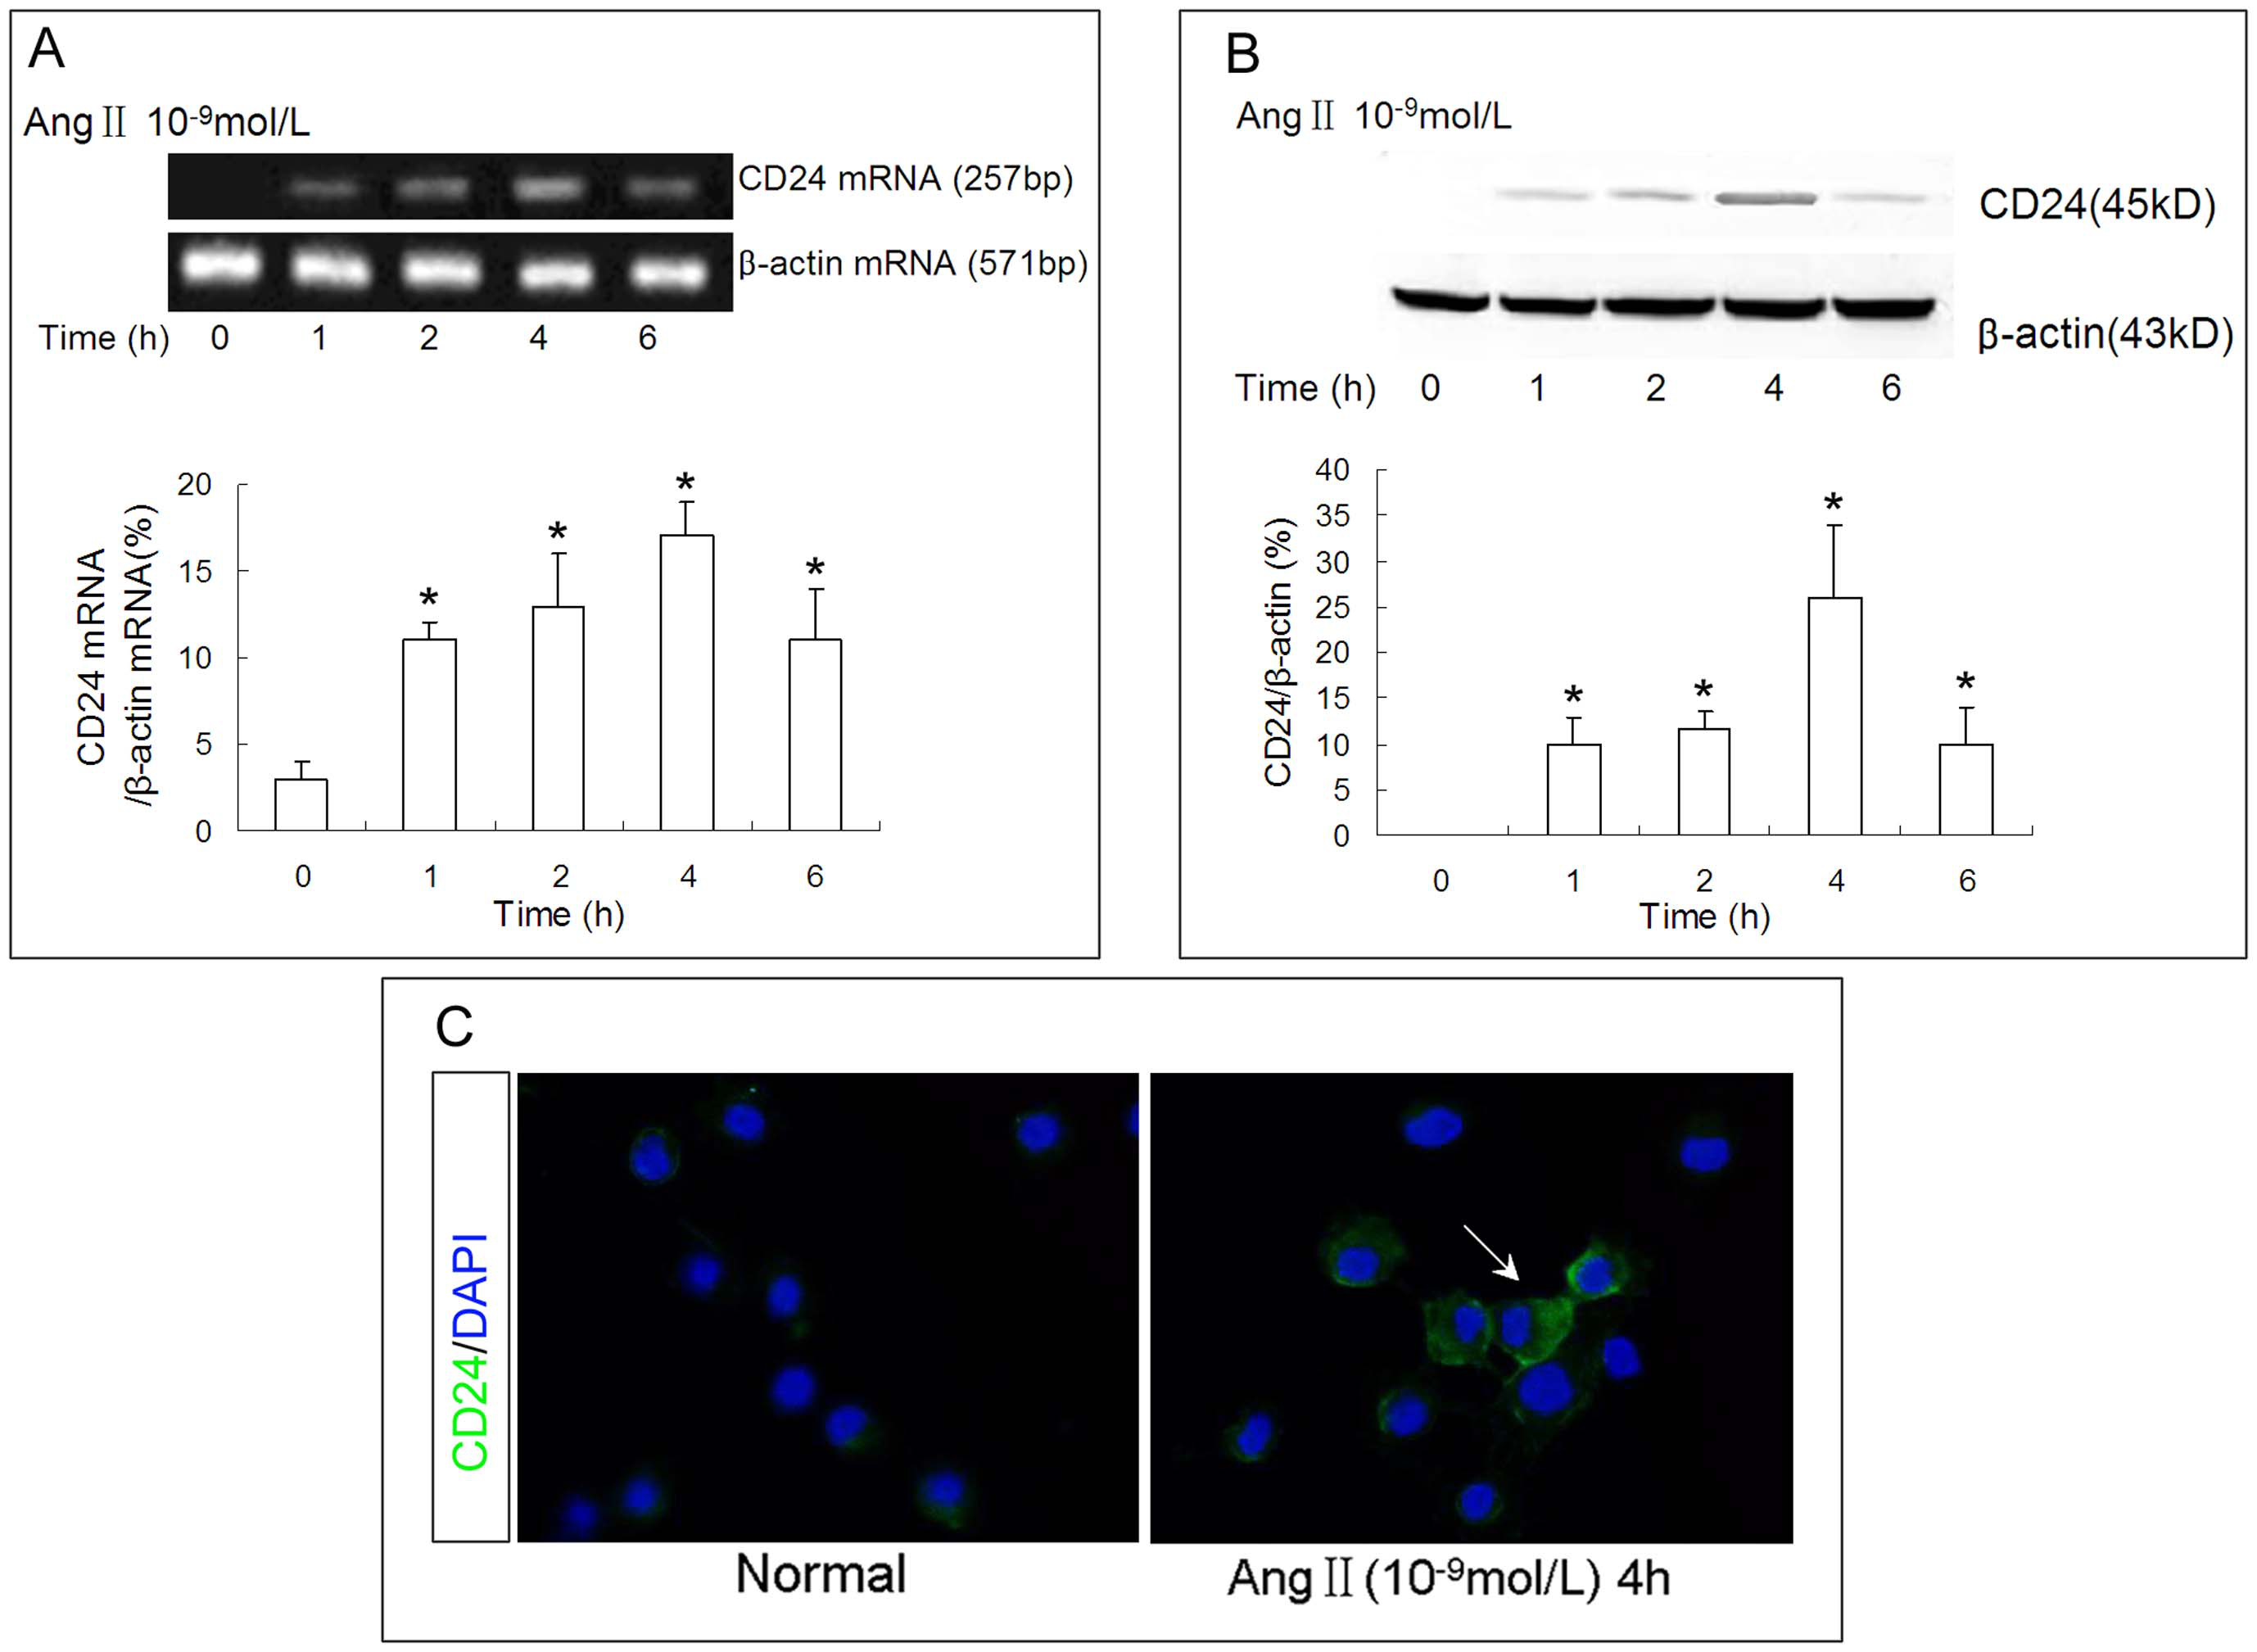 A
Ang Ⅱ 10⁻⁹mol/L
CD24 mRNA (257bp)
β-actin mRNA (571bp)
Time (h) 0 1 2 4 6
CD24 mRNA
/β-actin mRNA(%)
20
15
10
5
0
* * * *
0 1 2 4 6
Time (h)
B
Ang Ⅱ 10⁻⁹mol/L
CD24(45kD)
β-actin(43kD)
Time (h) 0 1 2 4 6
CD24/β-actin (%)
40
35
30
25
20
15
10
5
0
* * * *
0 1 2 4 6
Time (h)
C
CD24/DAPI
Normal
Ang Ⅱ (10⁻⁹mol/L) 4h